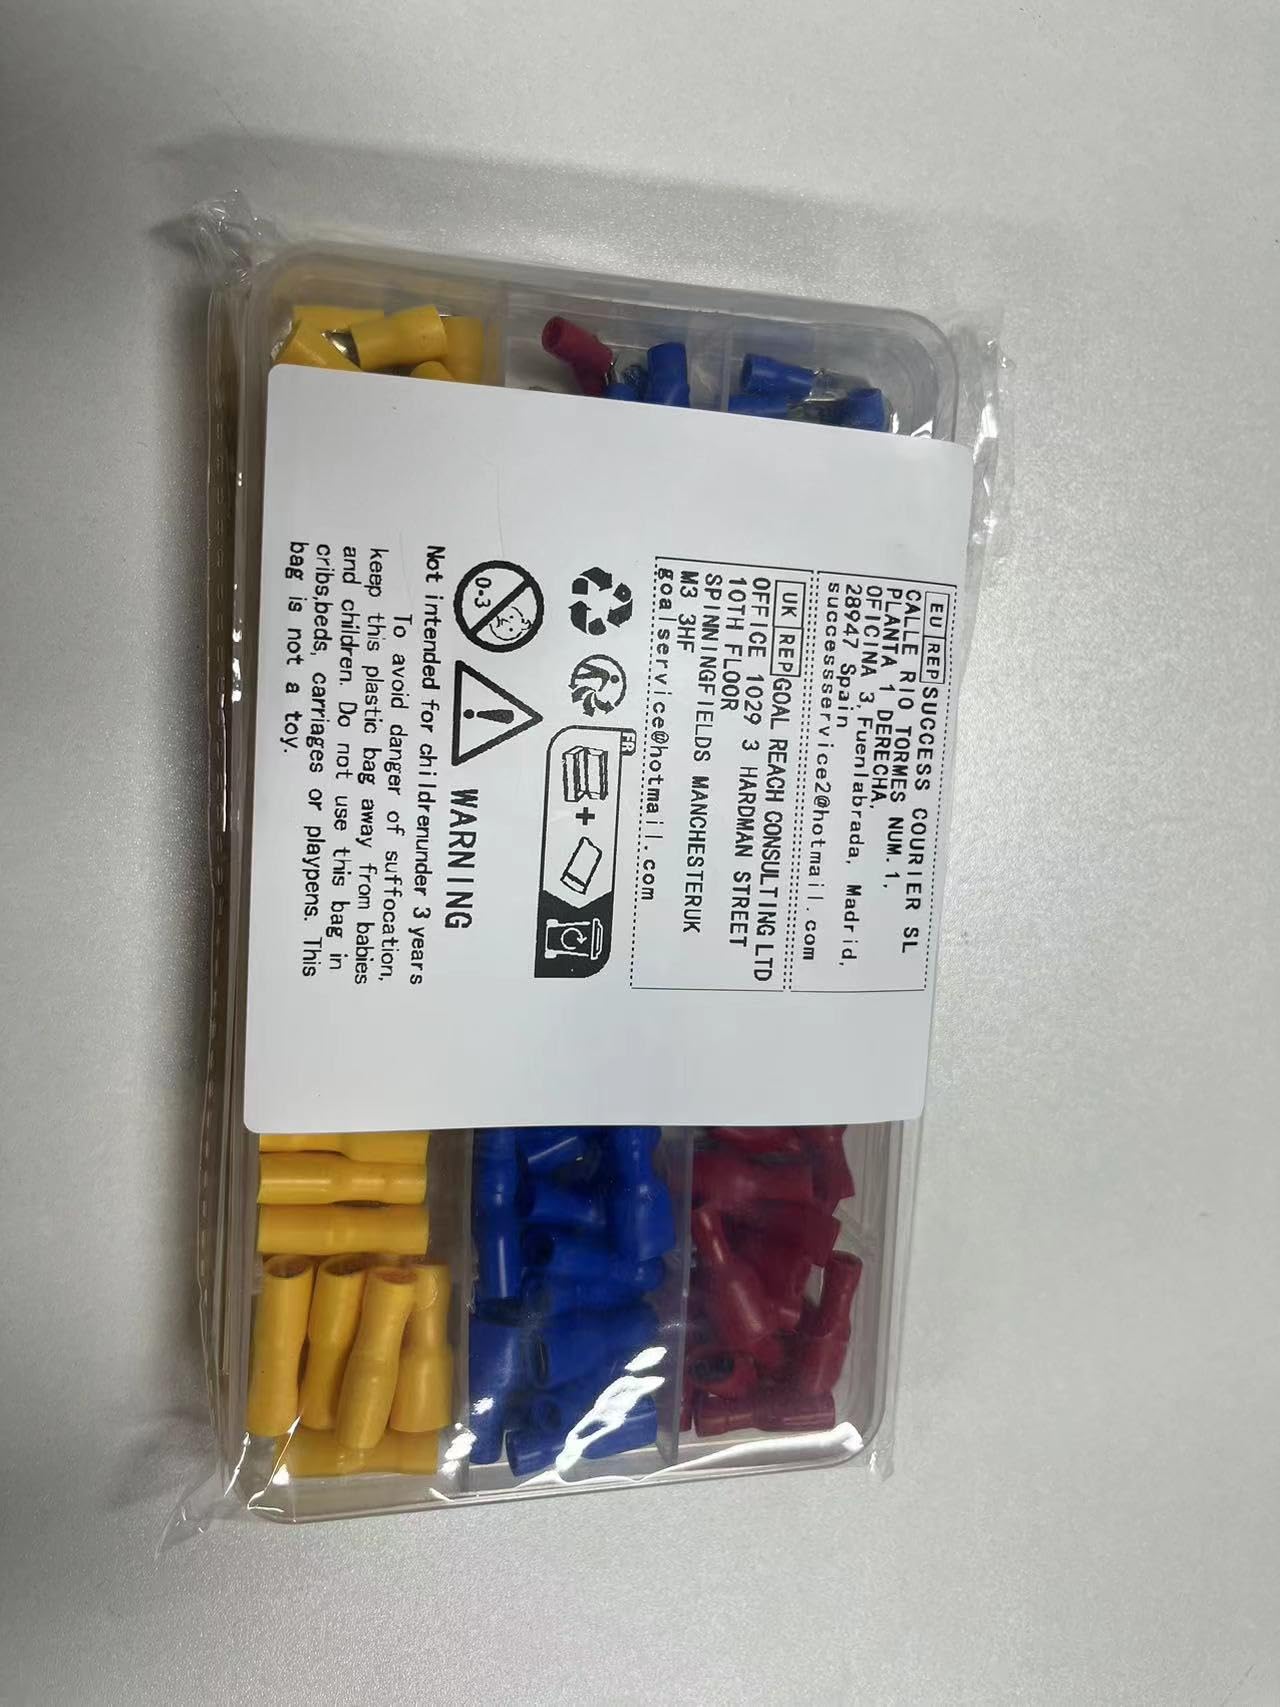 EU REP SUCCESS COURIER SL
CALLE RIO TORMES NUM.1,
PLANTA 1 DERECHA,
OFICINA 3,Fuenlabrada, Madrid,
28947 Spain
successservice2@hotmail.com
UK REP GOAL REACH CONSULTING LTD
OFFICE 1029 3 HARDMAN STREET
10TH FLOOR
SPINNINGFIELDS MANCHESTERUK
M3 3HF
goalservice@hotmail.com
FR
+
0-3
WARNING
Not intended for childrenunder 3 years
To avoid danger of suffocation,
keep this plastic bag away from babies
and children. Do not use this bag in
cribs,beds, carriages or playpens. This
bag is not a toy.